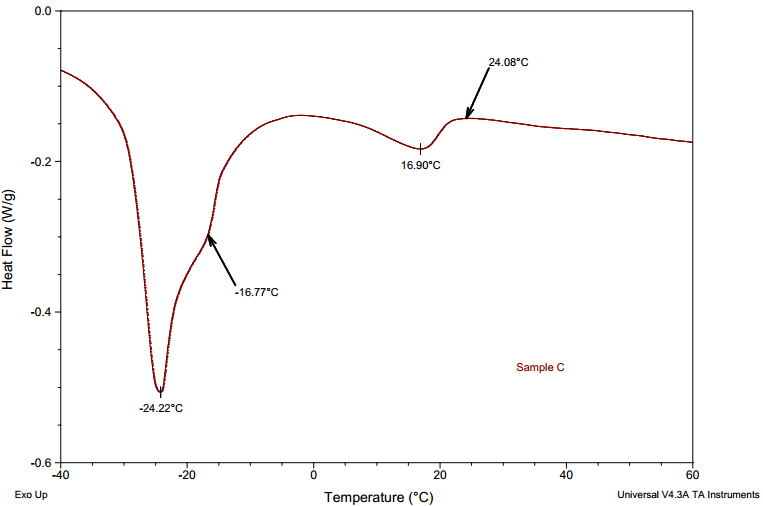 0.0
24.08°C
-0.2
16.90°C
Heat Flow (W/g)
-16.77°C
-0.4
Sample C
-24.22°C
-0.6
-40
-20
0
20
40
60
Exo Up
Temperature (°C)
Universal V4.3A TA Instruments